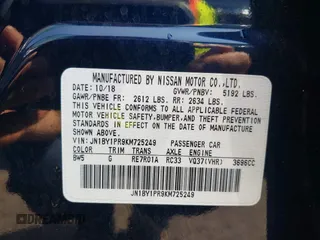 MANUFACTURED BY NISSAN MOTOR CO.,LTD.
DATE: 10/18 GVWR/PNBV: 5192 LBS.
GAWR/PNBE FR: 2612 LBS. RR: 2634 LBS.
THIS VEHICLE CONFORMS TO ALL APPLICABLE FEDERAL
MOTOR VEHICLE SAFETY,BUMPER,AND THEFT PREVENTION
STANDARDS IN EFFECT ON THE DATE OF MANUFACTURE
SHOWN ABOVE.
VIN: JN1BY1PR9KM725249 PASSENGER CAR
COLOR TRIM TRANS AXLE ENGINE
BW5 G RE7R01A RC33 VQ37(VHR) 3696CC
JN1BY1PR9KM725249